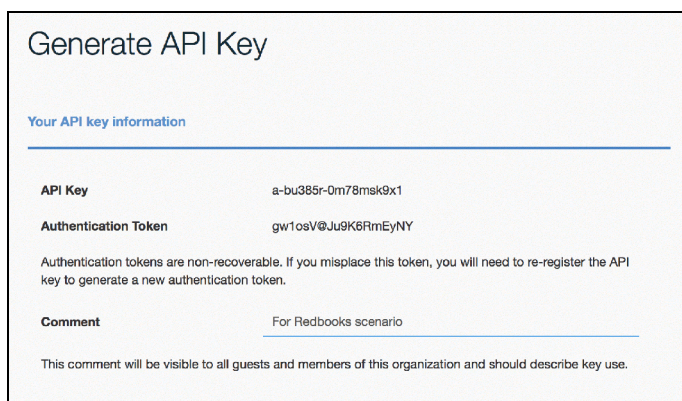 Generate API Key
Your API key information
API Key a-bu385r-0m78msk9x1
Authentication Token gw1osV@Ju9K6RmEyNY
Authentication tokens are non-recoverable. If you misplace this token, you will need to re-register the API
key to generate a new authentication token.
Comment For Redbooks scenario
This comment will be visible to all guests and members of this organization and should describe key use.